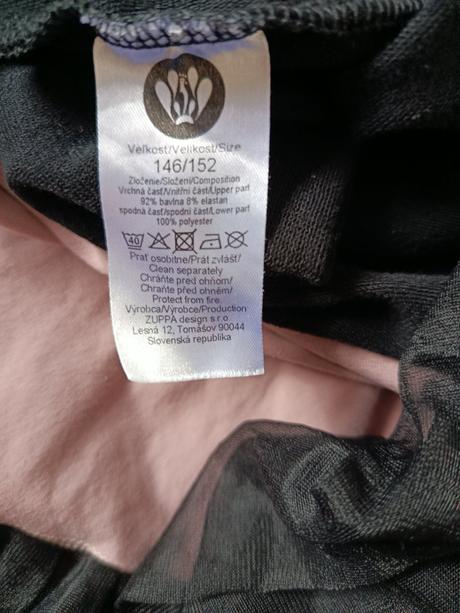 Veľkosť/Velikost/Size
146/152
Zloženie/Složení/Composition
Vrchná časť/Vnitřní část/Upper part
92% bavlna 8% elastan
spodná časť/spodní část/Lower part
100% polyester
40
Prať osobitne/Prát zvlášť/
Clean separately
Chráňte pred ohňom/
Chraňte před ohněm/
Protect from fire.
Výrobca/Výrobce/Production:
ZUPPA design s r.o
Lesná 12, Tomášov 90044
Slovenská republika